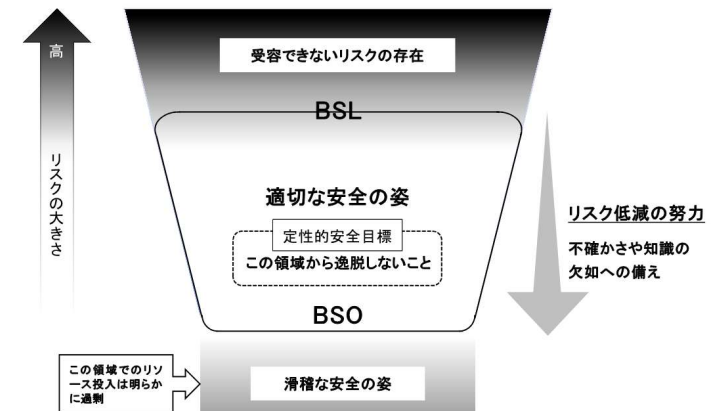 高
リスクの大きさ
受容できないリスクの存在
BSL
適切な安全の姿
定性的安全目標
この領域から逸脱しないこと
BSO
リスク低減の努力
不確かさや知識の
欠如への備え
この領域でのリソ
ース投入は明らか
に過剰
滑稽な安全の姿